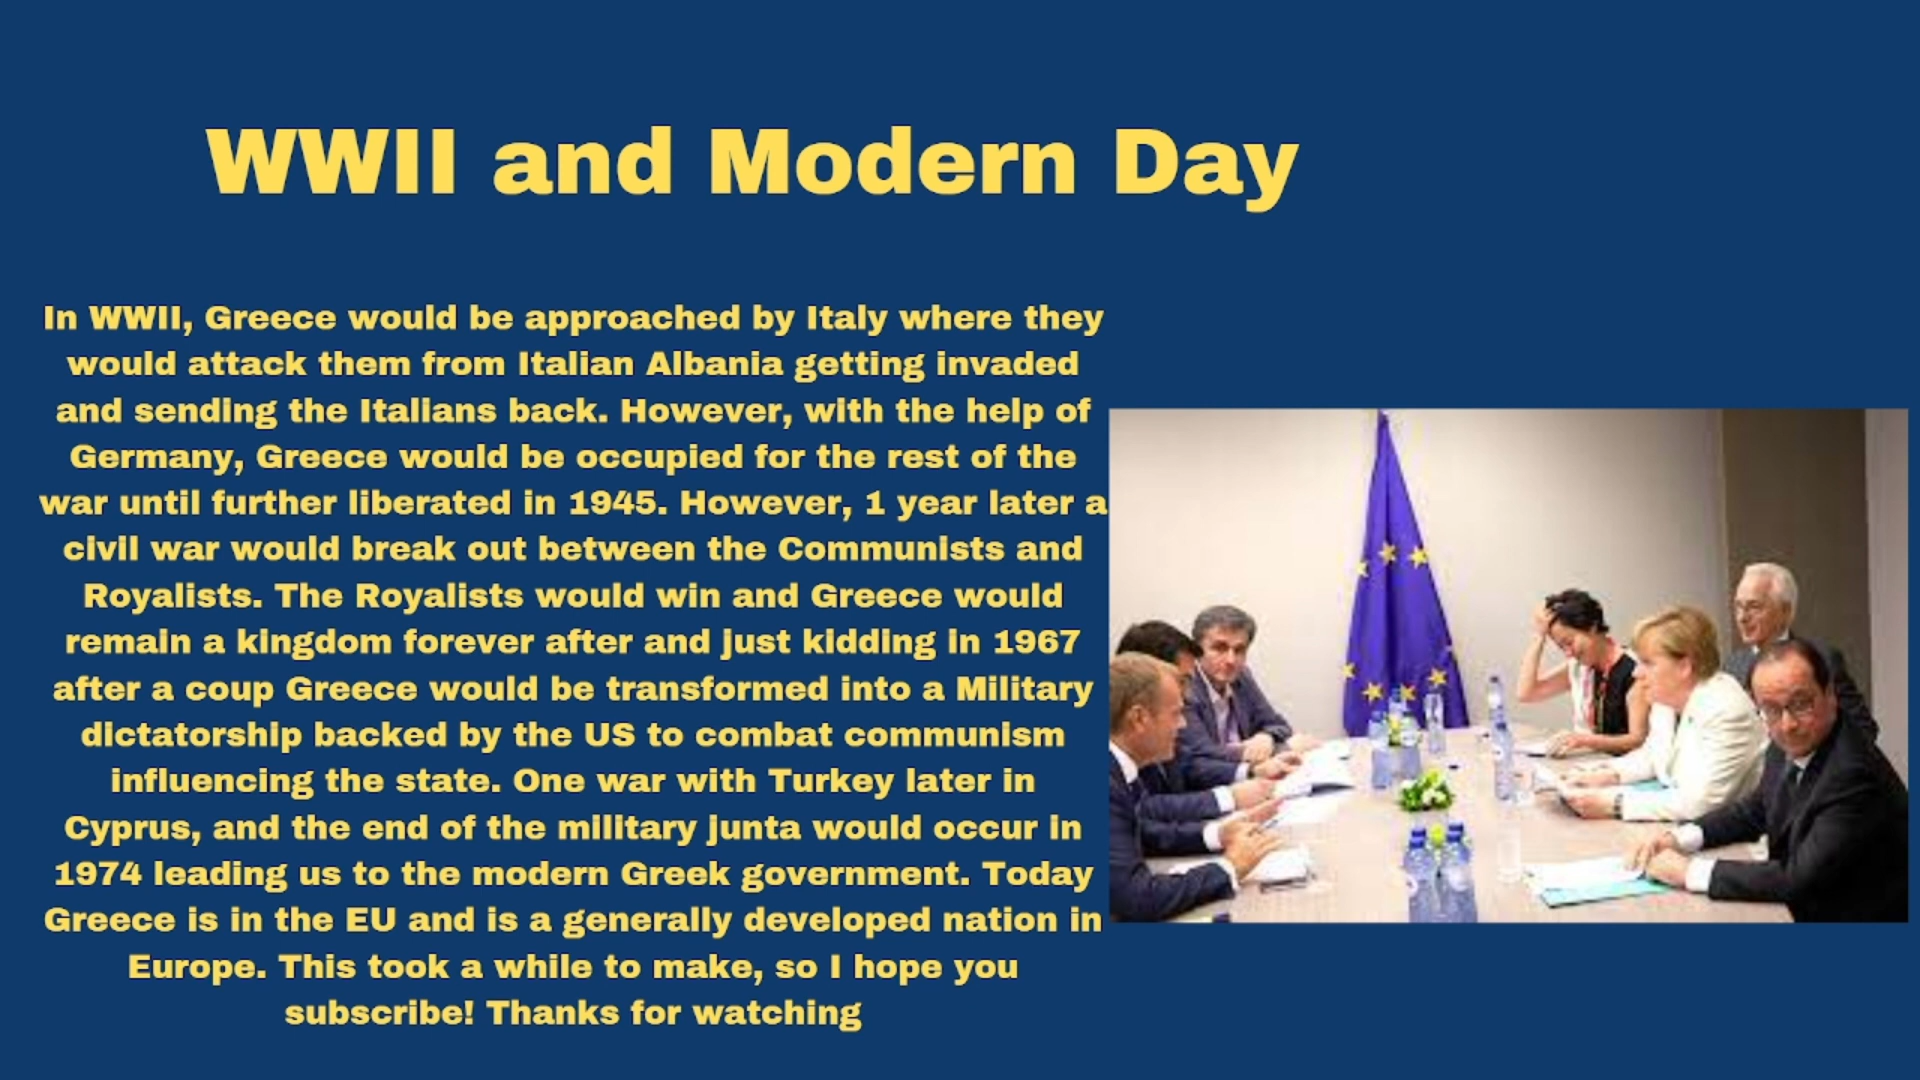 WWII and Modern Day
In WWII, Greece would be approached by Italy where they
would attack them from Italian Albania getting invaded
and sending the Italians back. However, with the help of
Germany, Greece would be occupied for the rest of the
war until further liberated in 1945. However, 1 year later a
civil war would break out between the Communists and
Royalists. The Royalists would win and Greece would
remain a kingdom forever after and just kidding in 1967
after a coup Greece would be transformed into a Military
dictatorship backed by the US to combat communism
influencing the state. One war with Turkey later in
Cyprus, and the end of the military junta would occur in
1974 leading us to the modern Greek government. Today
Greece is in the EU and is a generally developed nation in
Europe. This took a while to make, so I hope you
subscribe! Thanks for watching